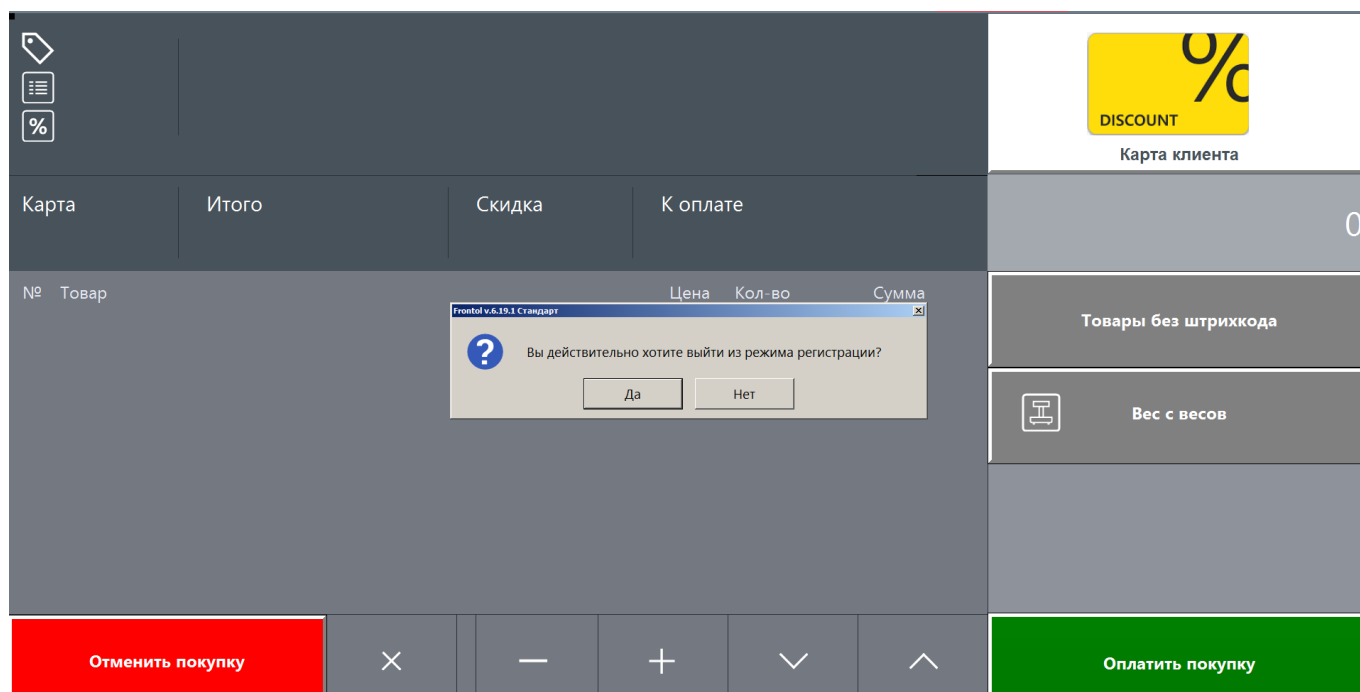 %
DISCOUNT
Карта клиента
%
Карта Итого Скидка К оплате
0
№ Товар Цена Кол-во Сумма
Frontol v.6.19.1 Стандарт
Вы действительно хотите выйти из режима регистрации?
Да Нет
Товары без штрихкода
Вес с весов
Отменить покупку
Оплатить покупку